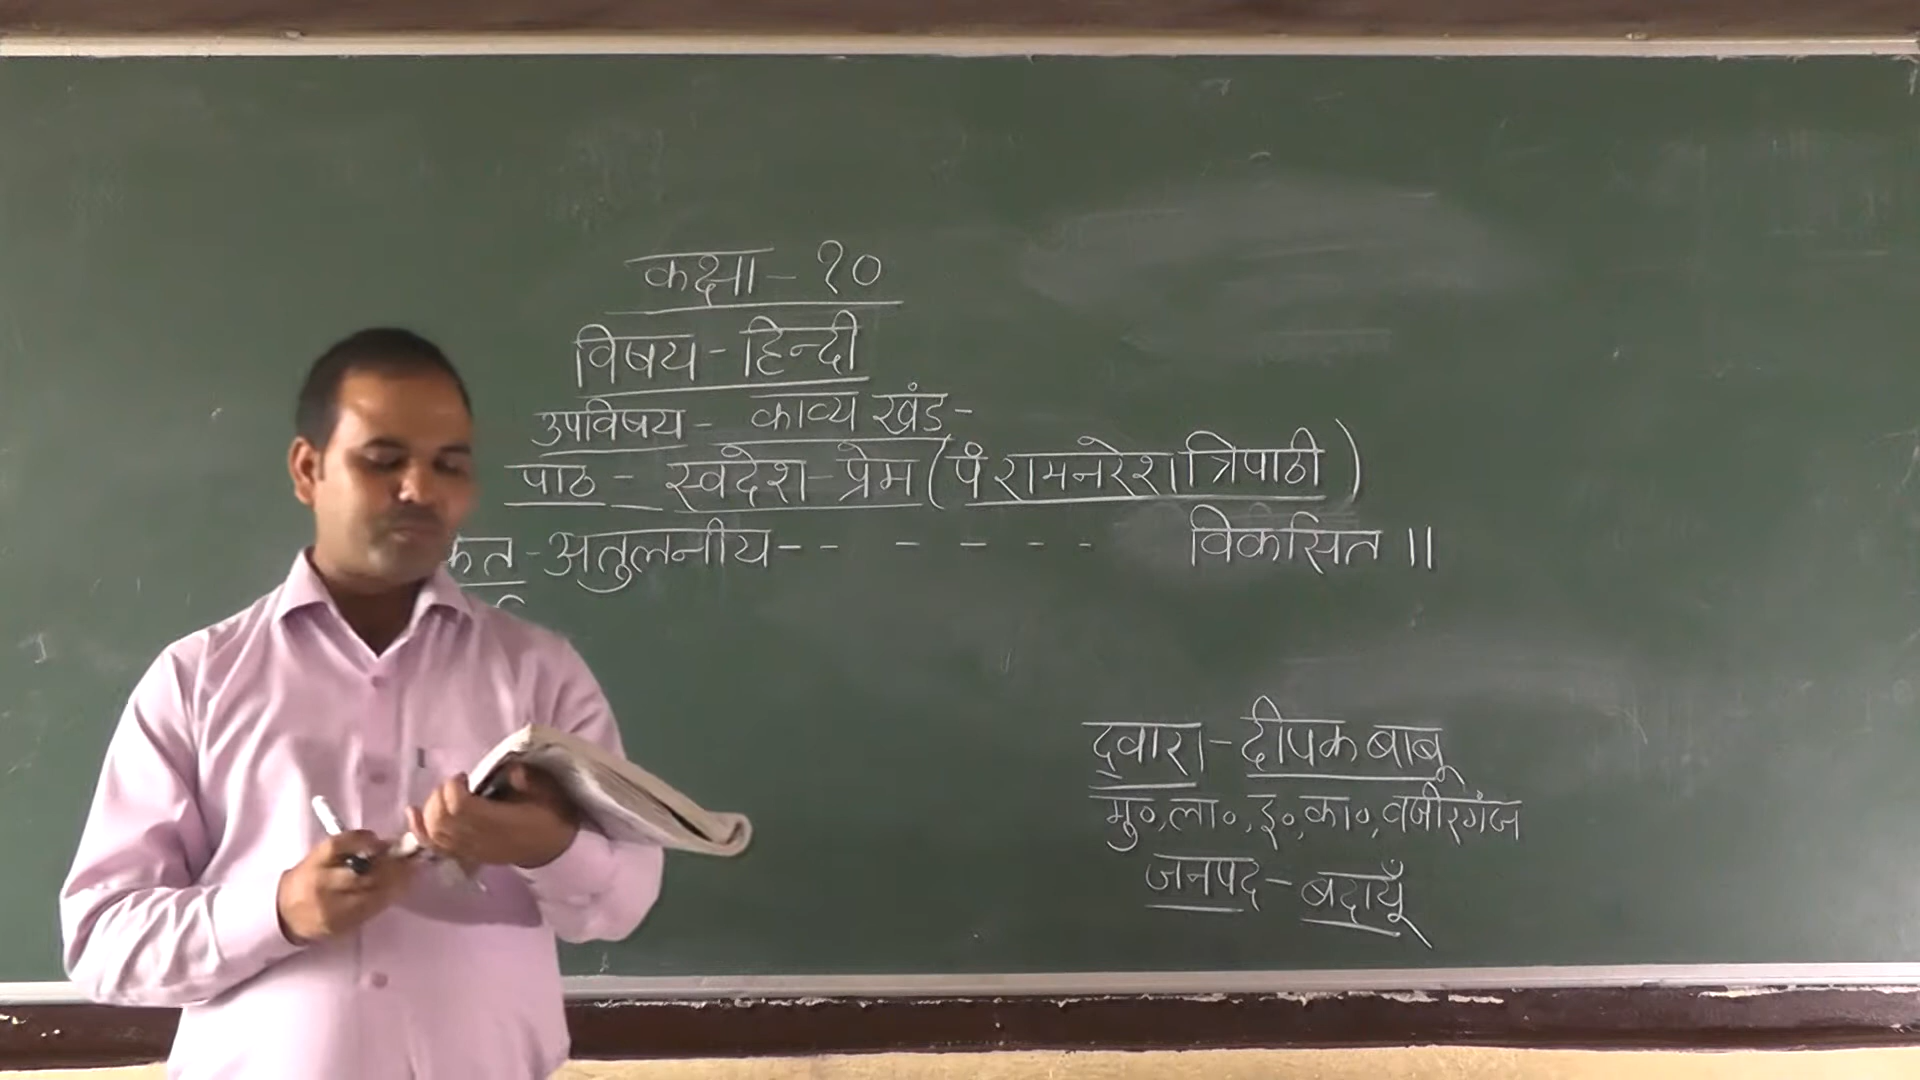 कक्षा - १०
विषय - हिन्दी
उपविषय - काव्य खंड -
पाठ - स्वदेश - प्रेम ( पं रामनरेश त्रिपाठी )
- अतुलनीय - - - - - - विकसित ॥
द्वारा - दीपक बाबू
मु०, ला०, इ०, का०, वजीरगंज
जनपद - बदायूँ